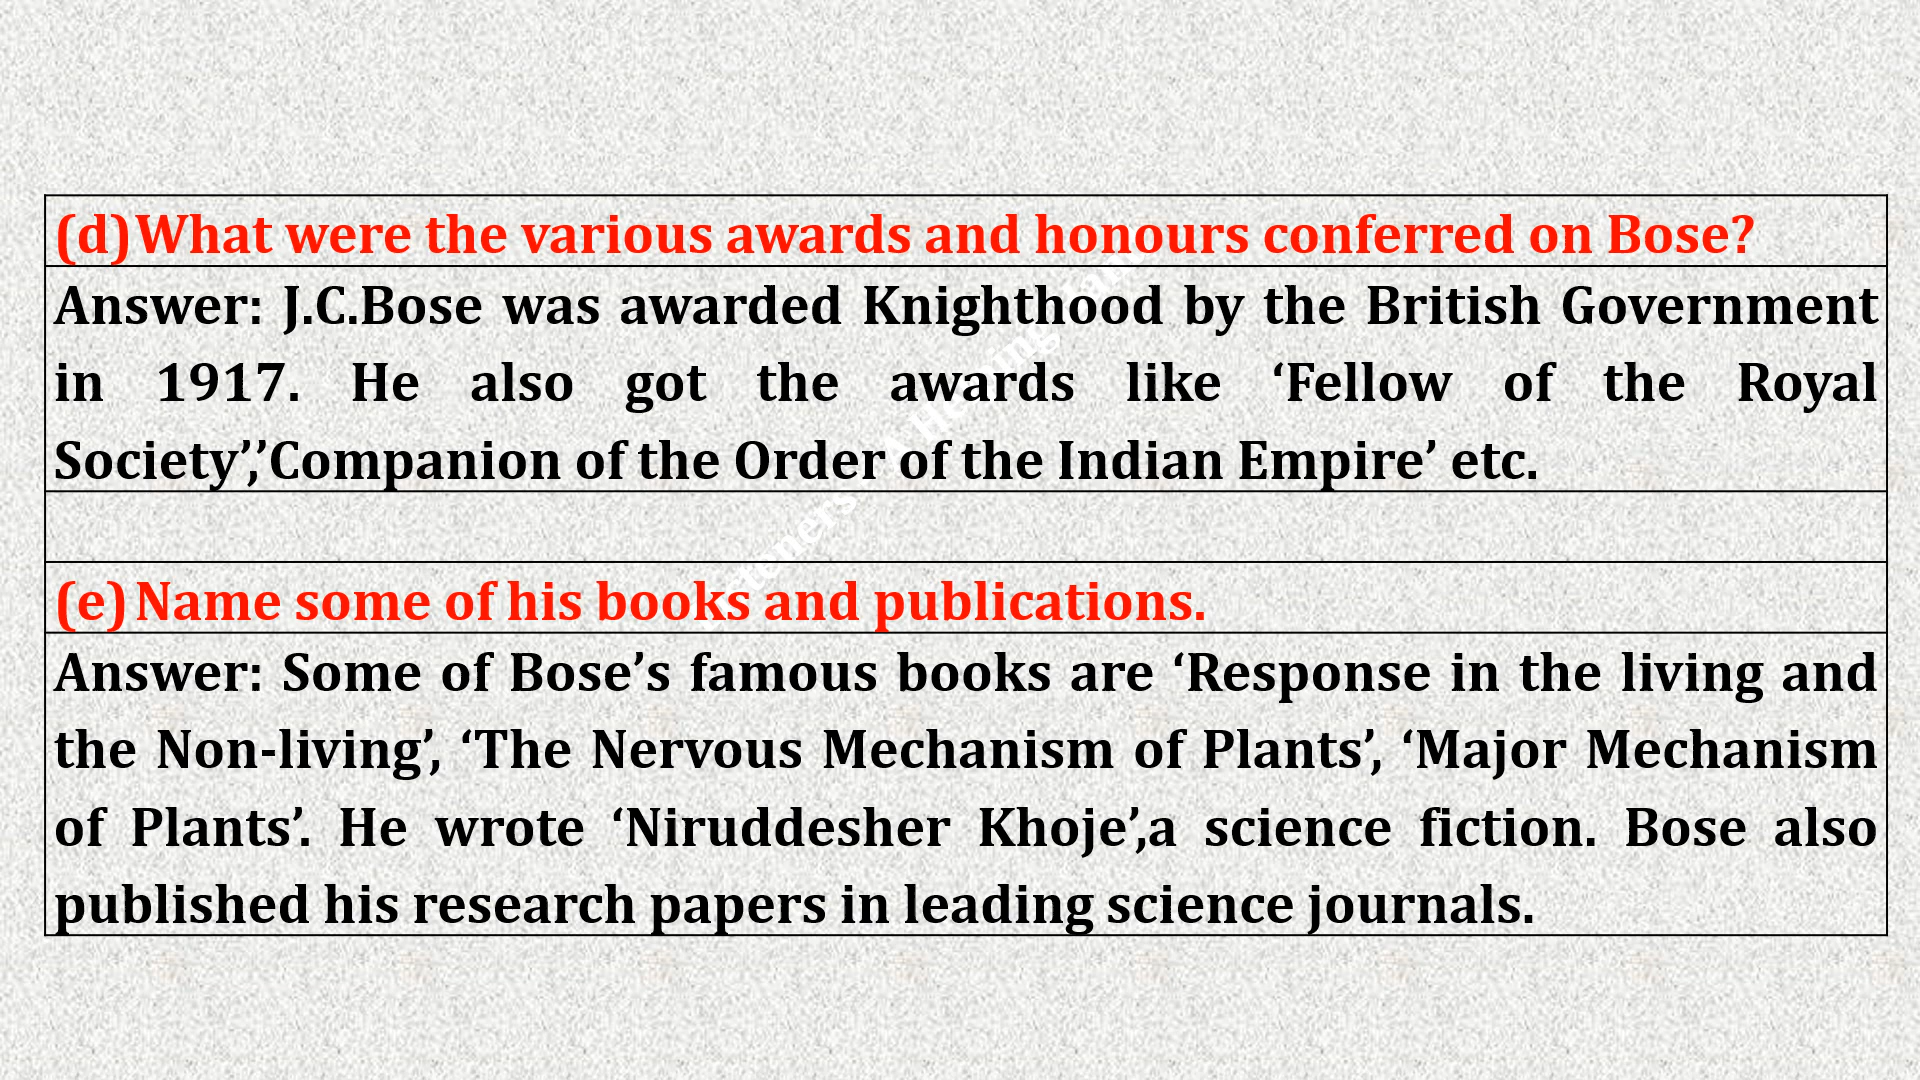 (d) What were the various awards and honours conferred on Bose?
Answer: J.C.Bose was awarded Knighthood by the British Government
in 1917. He also got the awards like ‘Fellow of the Royal
Society’,’Companion of the Order of the Indian Empire’ etc.
(e) Name some of his books and publications.
Answer: Some of Bose’s famous books are ‘Response in the living and
the Non-living’, ‘The Nervous Mechanism of Plants’, ‘Major Mechanism
of Plants’. He wrote ‘Niruddesher Khoje’,a science fiction. Bose also
published his research papers in leading science journals.